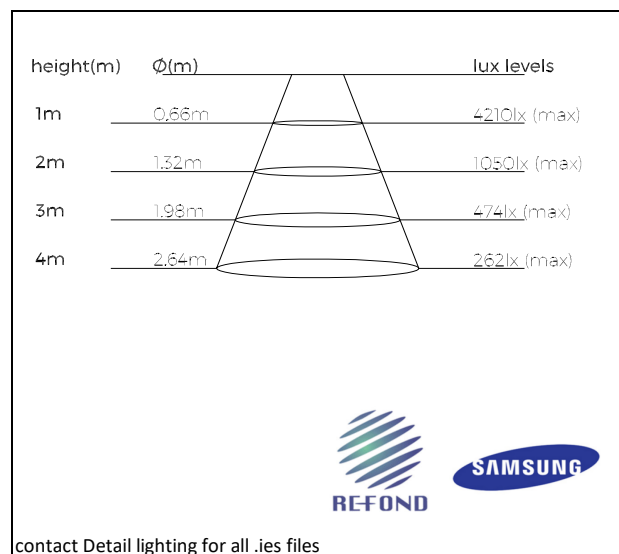 height(m) Ø(m) lux levels
1m 0.66m 4210lx (max)
2m 1.32m 1050lx (max)
3m 1.98m 474lx (max)
4m 2.64m 262lx (max)
REFOND SAMSUNG
contact Detail lighting for all .ies files